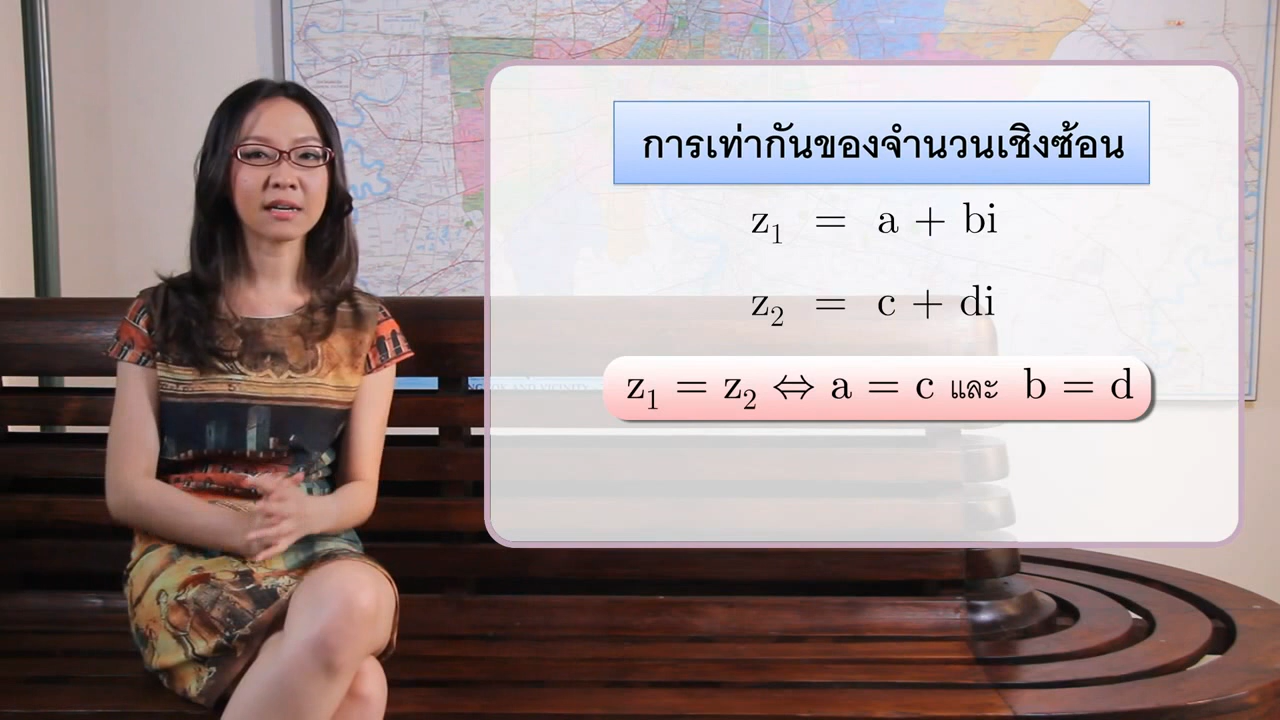 การเท่ากันของจำนวนเชิงซ้อน
z₁ = a + bi
z₂ = c + di
z₁ = z₂ ⇔ a = c และ b = d